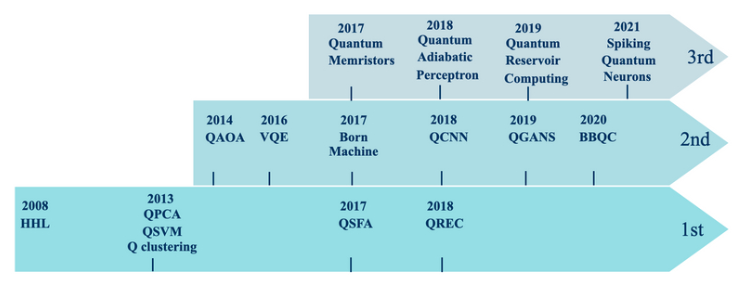 2017
Quantum
Memristors
2018
Quantum
Adiabatic
Perceptron
2019
Quantum
Reservoir
Computing
2021
Spiking
Quantum
Neurons
3rd
2014
QAOA
2016
VQE
2017
Born
Machine
2018
QCNN
2019
QGANS
2020
BBQC
2nd
2008
HHL
2013
QPCA
QSVM
Q clustering
2017
QSFA
2018
QREC
1st